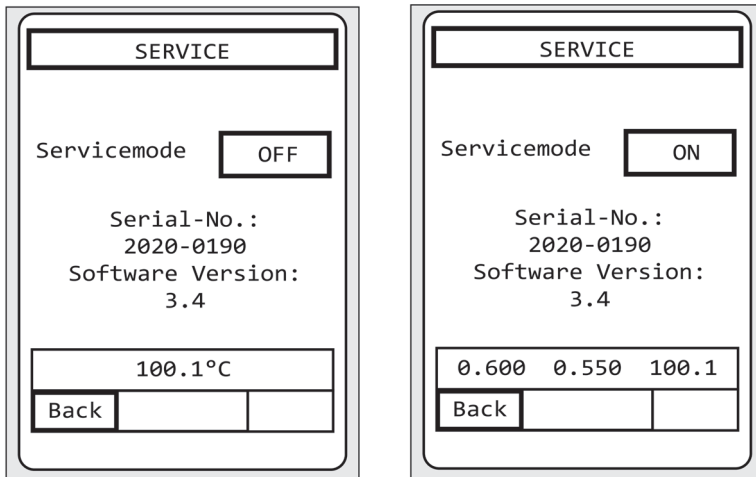 SERVICE
Servicemode OFF
Serial-No.:
2020-0190
Software Version:
3.4
100.1°C
Back
SERVICE
Servicemode ON
Serial-No.:
2020-0190
Software Version:
3.4
0.600 0.550 100.1
Back